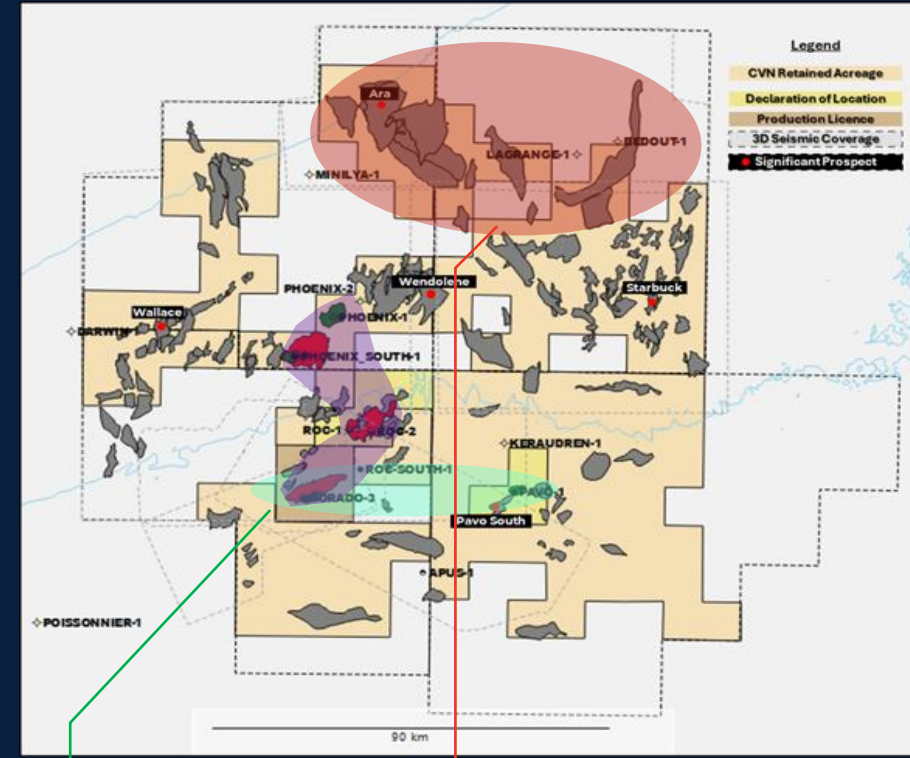 Legend
CVN Retained Acreage
Declaration of Location
Production Licence
3D Seismic Coverage
Significant Prospect
Ara
LAGRANGE-1
BEDOUT-1
MINILYA-1
PHOENIX-2
Wendolene
Starbuck
Wallace
PHOENIX-1
DARWIN-1
PHOENIX_SOUTH-1
ROC-1
ROC-2
KERAUDREN-1
ROC-SOUTH-1
DORADO-3
PAVO-1
Pavo South
APUS-1
POISSONNIER-1
90 km